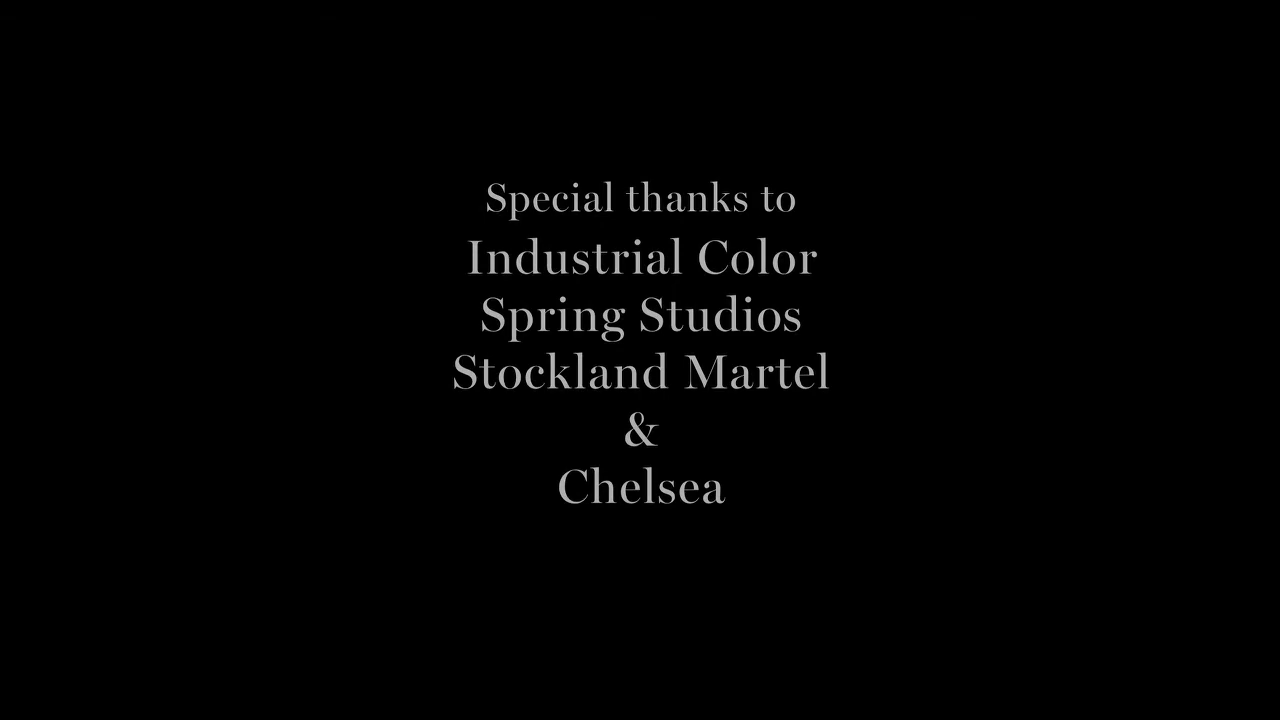 Special thanks to
Industrial Color
Spring Studios
Stockland Martel
&
Chelsea